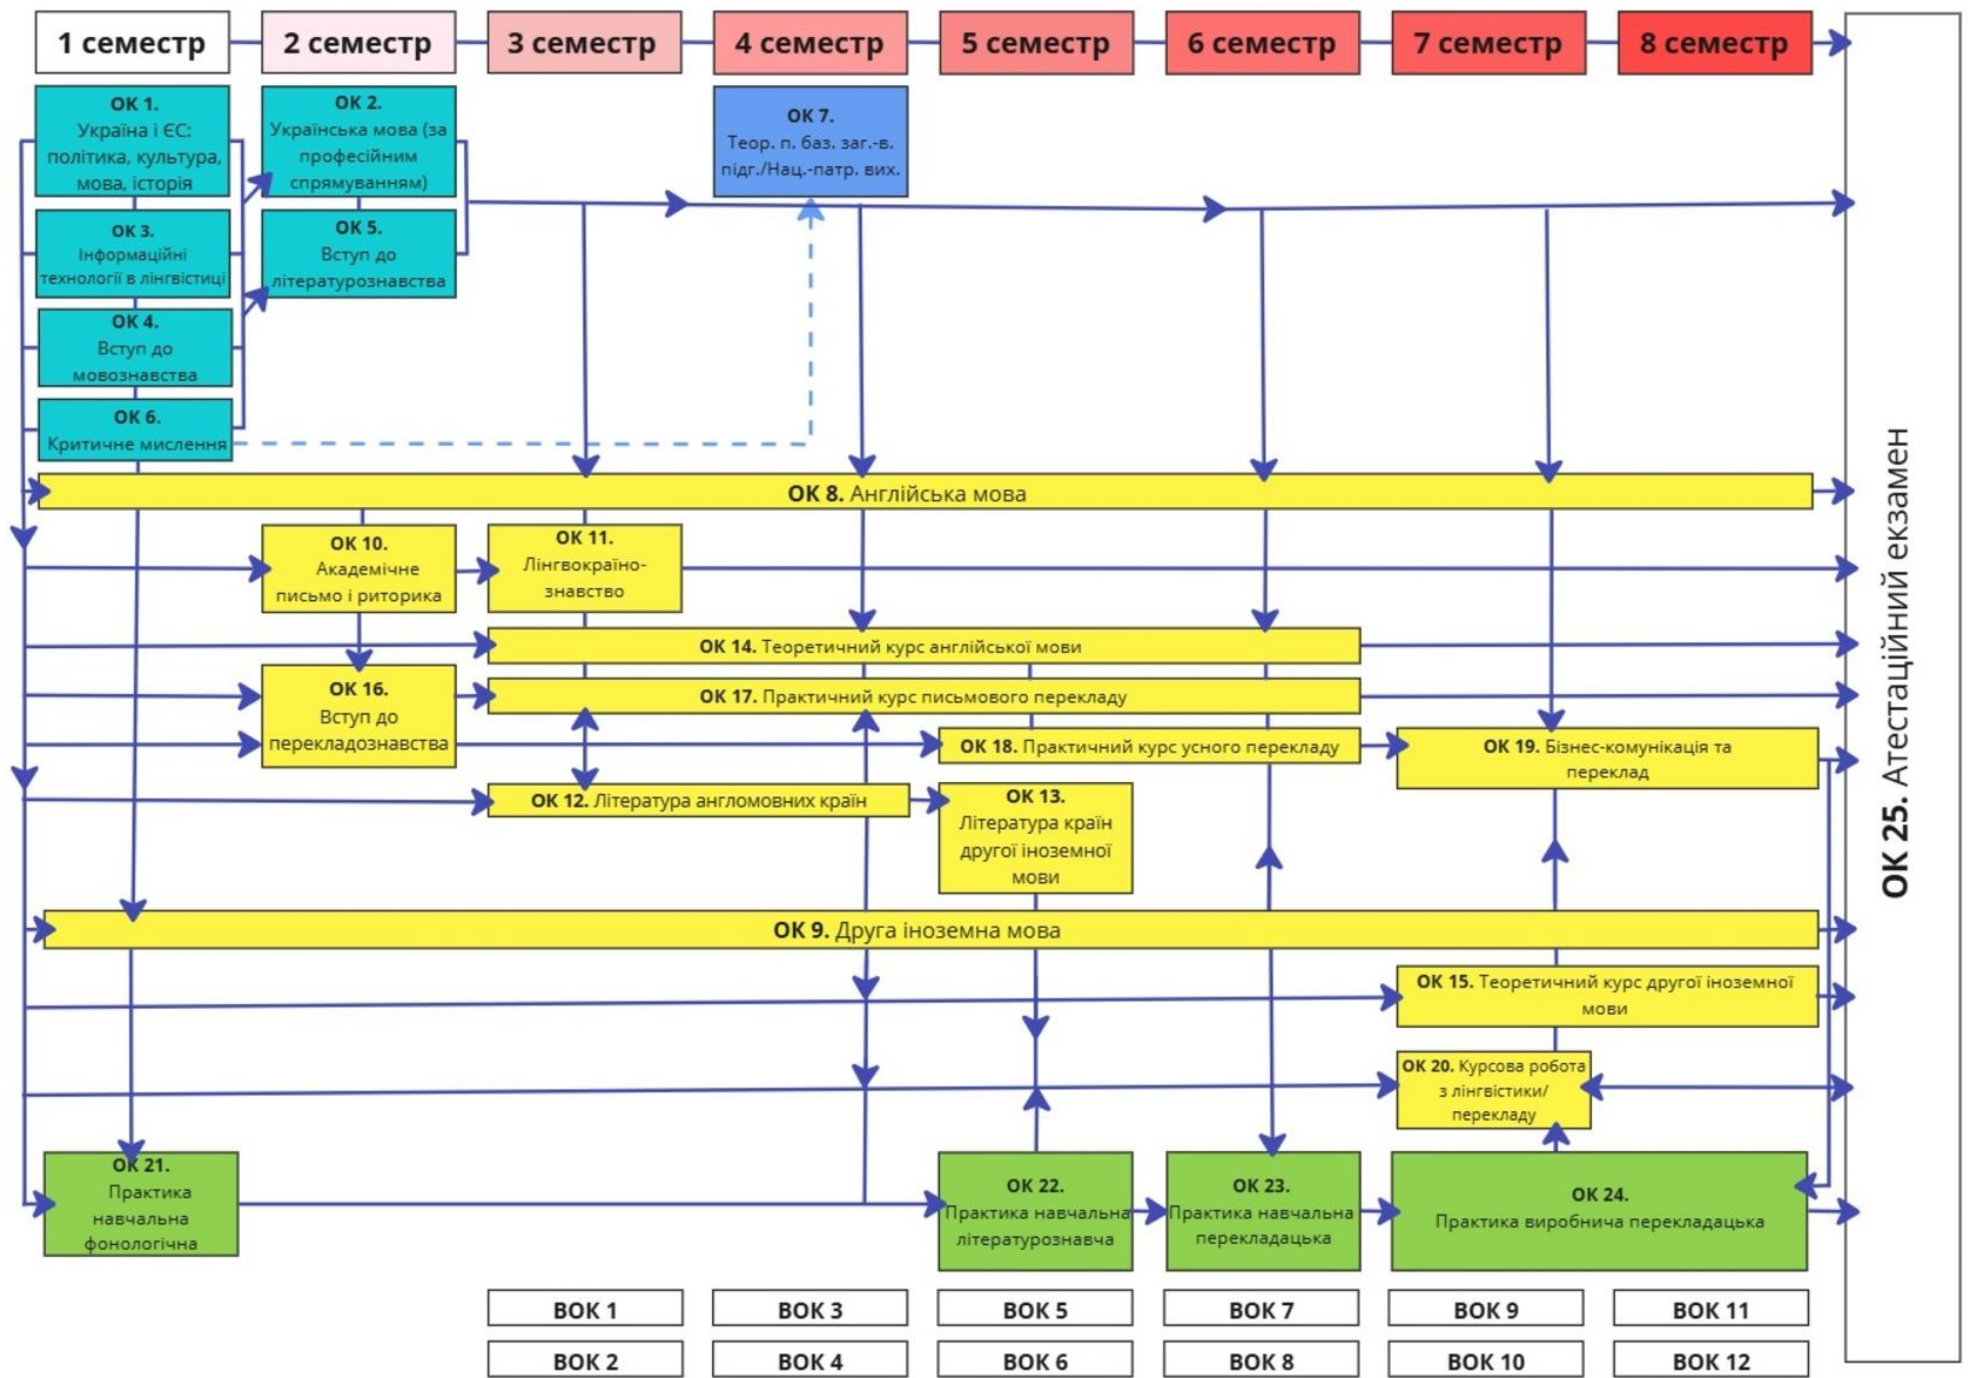 1 семестр
2 семестр
3 семестр
4 семестр
5 семестр
6 семестр
7 семестр
8 семестр
ОК 1.
Україна і ЄС:
політика, культура,
мова, історія
ОК 2.
Українська мова (за
професійним
спрямуванням)
ОК 7.
Теор. п. баз. заг.-в.
підг./Нац.-патр. вих.
ОК 3.
Інформаційні
технології в лінгвістиці
ОК 5.
Вступ до
літературознавства
ОК 4.
Вступ до
мовознавства
ОК 6.
Критичне мислення
ОК 8. Англійська мова
ОК 10.
Академічне
письмо і риторика
ОК 11.
Лінгвокраїно-
знавство
ОК 14. Теоретичний курс англійської мови
ОК 16.
Вступ до
перекладознавства
ОК 17. Практичний курс письмового перекладу
ОК 18. Практичний курс усного перекладу
ОК 19. Бізнес-комунікація та
переклад
ОК 12. Література англомовних країн
ОК 13.
Література країн
другої іноземної
мови
ОК 9. Друга іноземна мова
ОК 15. Теоретичний курс другої іноземної
мови
ОК 20. Курсова робота
з лінгвістики/
перекладу
ОК 21.
Практика
навчальна
фонологічна
ОК 22.
Практика навчальна
літературознавча
ОК 23.
Практика навчальна
перекладацька
ОК 24.
Практика виробнича перекладацька
ОК 25. Атестаційний екзамен
ВОК 1
ВОК 3
ВОК 5
ВОК 7
ВОК 9
ВОК 11
ВОК 2
ВОК 4
ВОК 6
ВОК 8
ВОК 10
ВОК 12